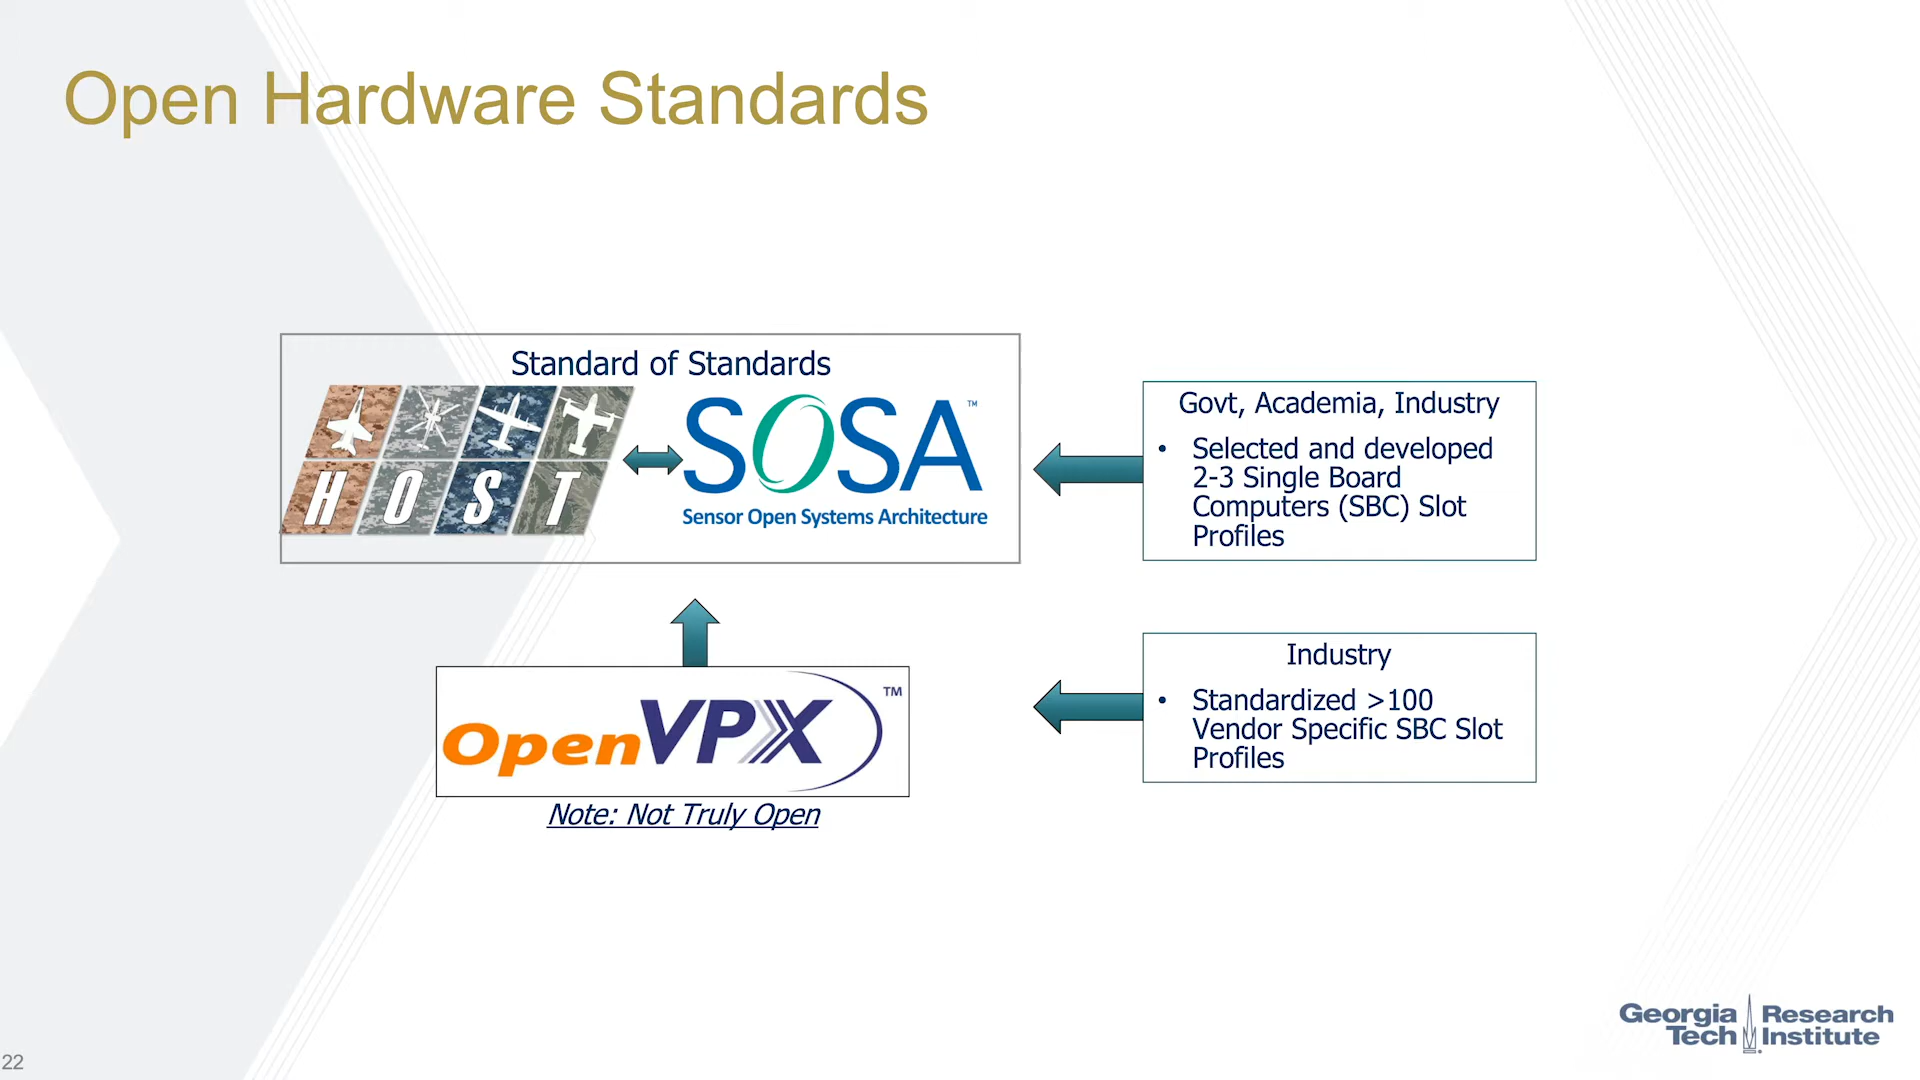 Open Hardware Standards
Standard of Standards
HOST
SOSA™
Sensor Open Systems Architecture
Govt, Academia, Industry
• Selected and developed
2-3 Single Board
Computers (SBC) Slot
Profiles
OpenVPX™
Note: Not Truly Open
Industry
• Standardized >100
Vendor Specific SBC Slot
Profiles
Georgia Tech
Research Institute
22